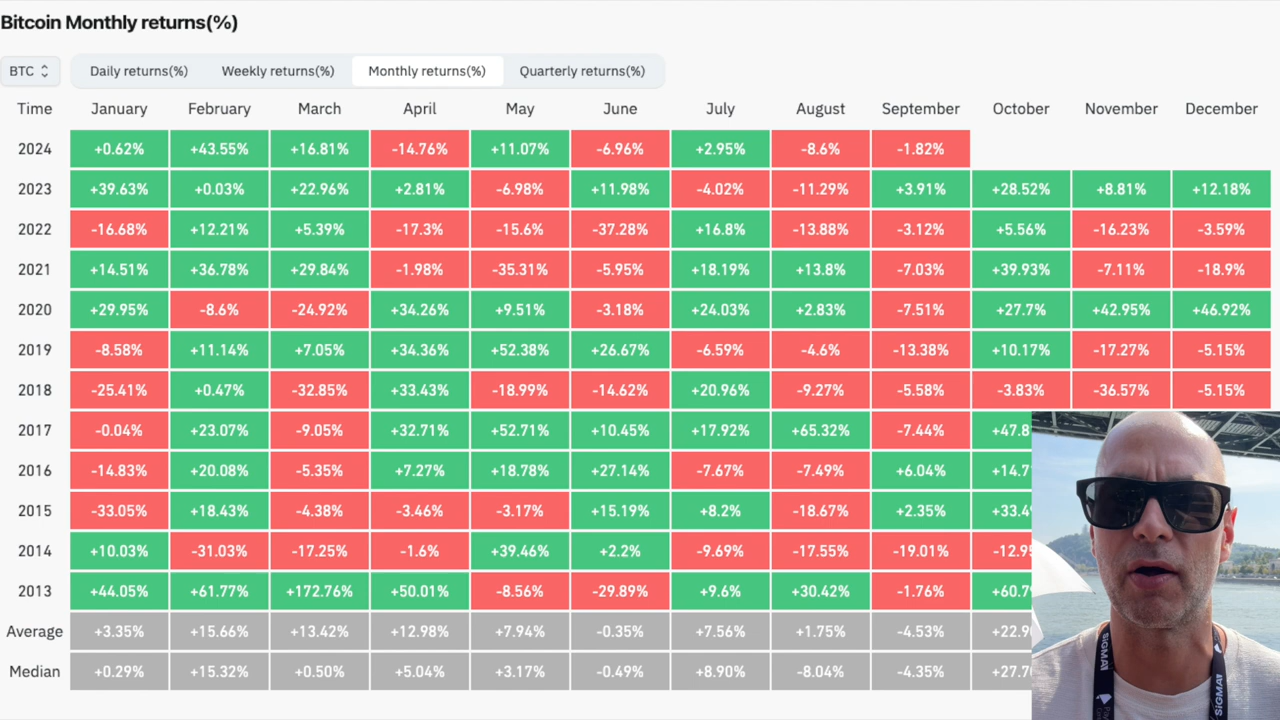 Bitcoin Monthly returns(%)
BTC Daily returns(%) Weekly returns(%) Monthly returns(%) Quarterly returns(%)
Time January February March April May June July August September October November December
2024 +0.62% +43.55% +16.81% -14.76% +11.07% -6.96% +2.95% -8.6% -1.82%
2023 +39.63% +0.03% +22.96% +2.81% -6.98% +11.98% -4.02% -11.29% +3.91% +28.52% +8.81% +12.18%
2022 -16.68% +12.21% +5.39% -17.3% -15.6% -37.28% +16.8% -13.88% -3.12% +5.56% -16.23% -3.59%
2021 +14.51% +36.78% +29.84% -1.98% -35.31% -5.95% +18.19% +13.8% -7.03% +39.93% -7.11% -18.9%
2020 +29.95% -8.6% -24.92% +34.26% +9.51% -3.18% +24.03% +2.83% -7.51% +27.7% +42.95% +46.92%
2019 -8.58% +11.14% +7.05% +34.36% +52.38% +26.67% -6.59% -4.6% -13.38% +10.17% -17.27% -5.15%
2018 -25.41% +0.47% -32.85% +33.43% -18.99% -14.62% +20.96% -9.27% -5.58% -3.83% -36.57% -5.15%
2017 -0.04% +23.07% -9.05% +32.71% +52.71% +10.45% +17.92% +65.32% -7.44% +47.8
2016 -14.83% +20.08% -5.35% +7.27% +18.78% +27.14% -7.67% -7.49% +6.04% +14.7
2015 -33.05% +18.43% -4.38% -3.46% -3.17% +15.19% +8.2% -18.67% +2.35% +33.4
2014 +10.03% -31.03% -17.25% -1.6% +39.46% +2.2% -9.69% -17.55% -19.01% -12.9
2013 +44.05% +61.77% +172.76% +50.01% -8.56% -29.89% +9.6% +30.42% -1.76% +60.7
Average +3.35% +15.66% +13.42% +12.98% +7.94% -0.35% +7.56% +1.75% -4.53% +22.9
Median +0.29% +15.32% +0.50% +5.04% +3.17% -0.49% +8.90% -8.04% -4.35% +27.7
SIGMA
SIGMA